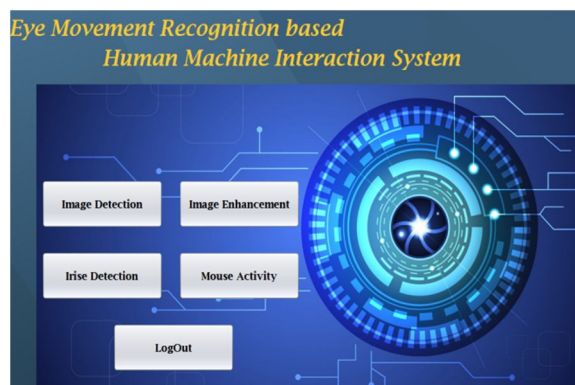 Eye Movement Recognition based
Human Machine Interaction System
Image Detection
Image Enhancement
Irise Detection
Mouse Activity
LogOut